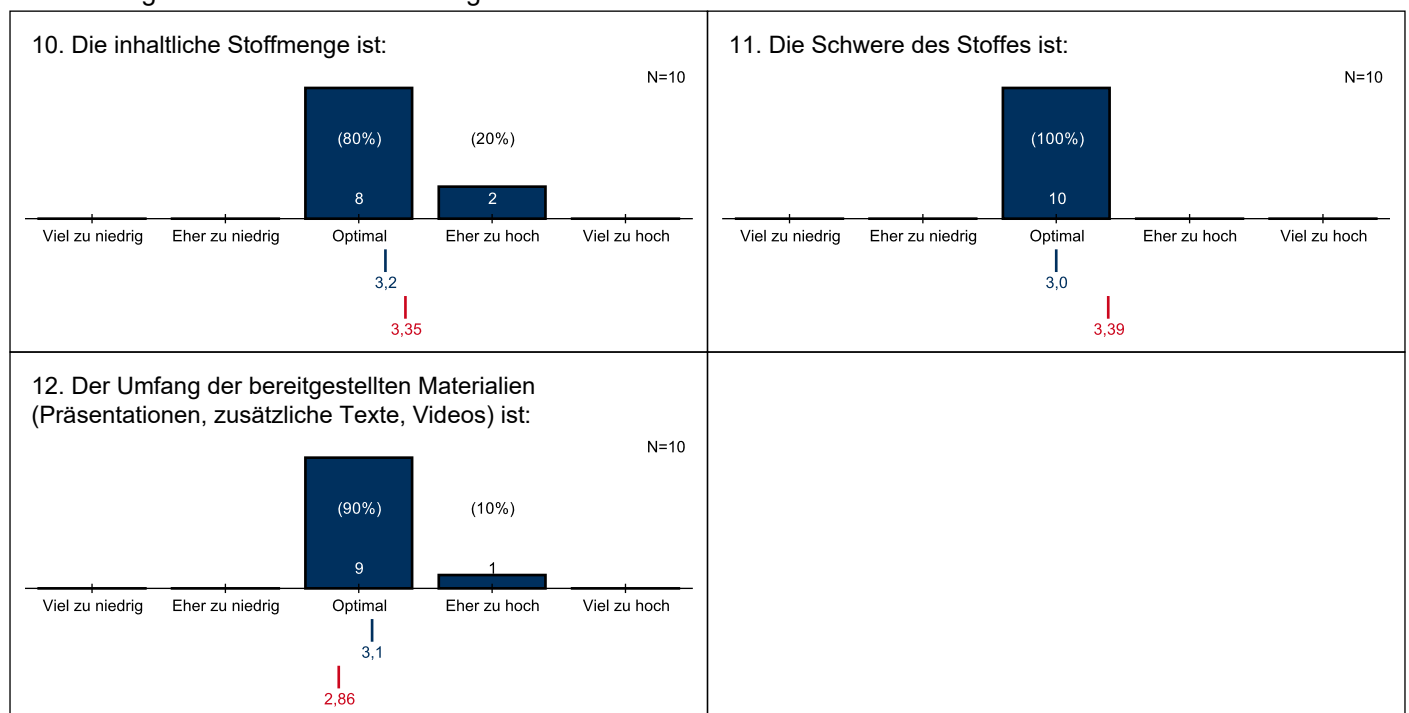 10. Die inhaltliche Stoffmenge ist:
N=10
(80%)
(20%)
8
2
Viel zu niedrig
Eher zu niedrig
Optimal
Eher zu hoch
Viel zu hoch
3,2
3,35
11. Die Schwere des Stoffes ist:
N=10
(100%)
10
Viel zu niedrig
Eher zu niedrig
Optimal
Eher zu hoch
Viel zu hoch
3,0
3,39
12. Der Umfang der bereitgestellten Materialien
(Präsentationen, zusätzliche Texte, Videos) ist:
N=10
(90%)
(10%)
9
1
Viel zu niedrig
Eher zu niedrig
Optimal
Eher zu hoch
Viel zu hoch
3,1
2,86